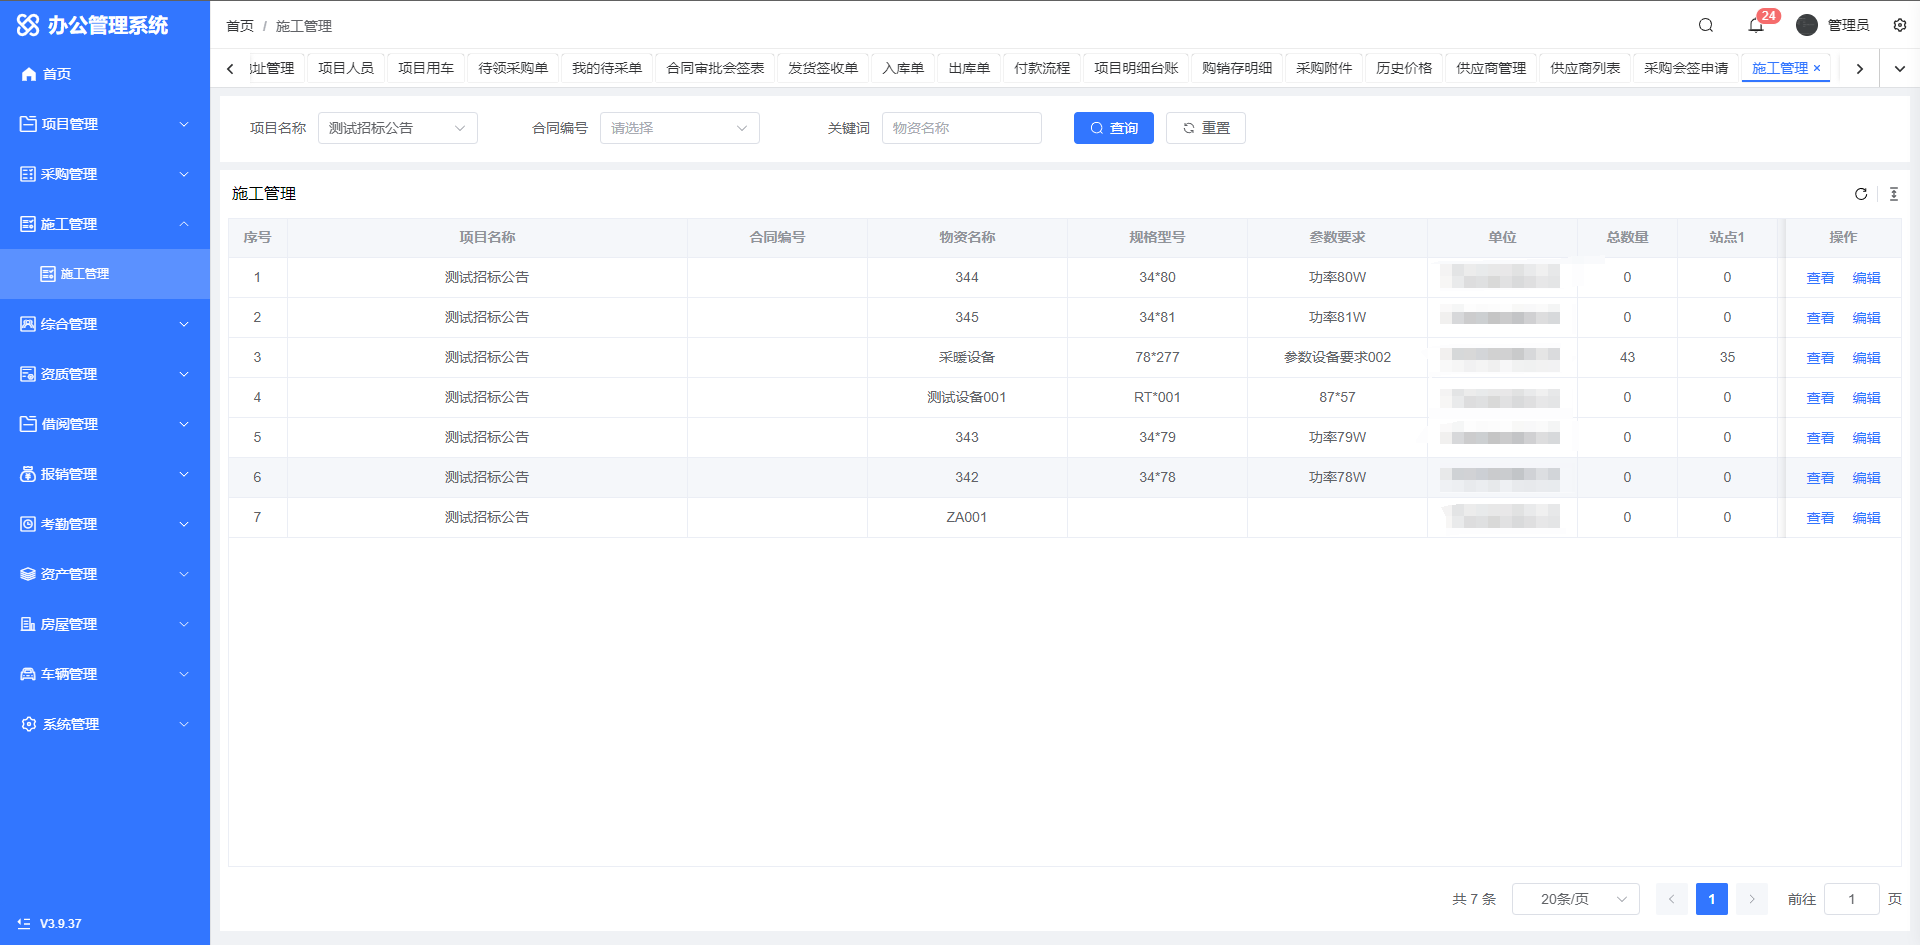 办公管理系统
首页 / 施工管理
24
管理员
首页
项目管理
采购管理
施工管理
施工管理
综合管理
资质管理
借阅管理
报销管理
考勤管理
资产管理
房屋管理
车辆管理
系统管理
V3.9.37
址管理 项目人员 项目用车 待领采购单 我的待采单 合同审批会签表 发货签收单 入库单 出库单 付款流程 项目明细台账 购销存明细 采购附件 历史价格 供应商管理 供应商列表 采购会签申请 施工管理 ×
项目名称 测试招标公告 合同编号 请选择 关键词 物资名称 查询 重置
施工管理
序号 项目名称 合同编号 物资名称 规格型号 参数要求 单位 总数量 站点1 操作
1 测试招标公告 344 34*80 功率80W 0 0 查看 编辑
2 测试招标公告 345 34*81 功率81W 0 0 查看 编辑
3 测试招标公告 采暖设备 78*277 参数设备要求002 43 35 查看 编辑
4 测试招标公告 测试设备001 RT*001 87*57 0 0 查看 编辑
5 测试招标公告 343 34*79 功率79W 0 0 查看 编辑
6 测试招标公告 342 34*78 功率78W 0 0 查看 编辑
7 测试招标公告 ZA001 0 0 查看 编辑
共 7 条 20条/页 1 前往 1 页